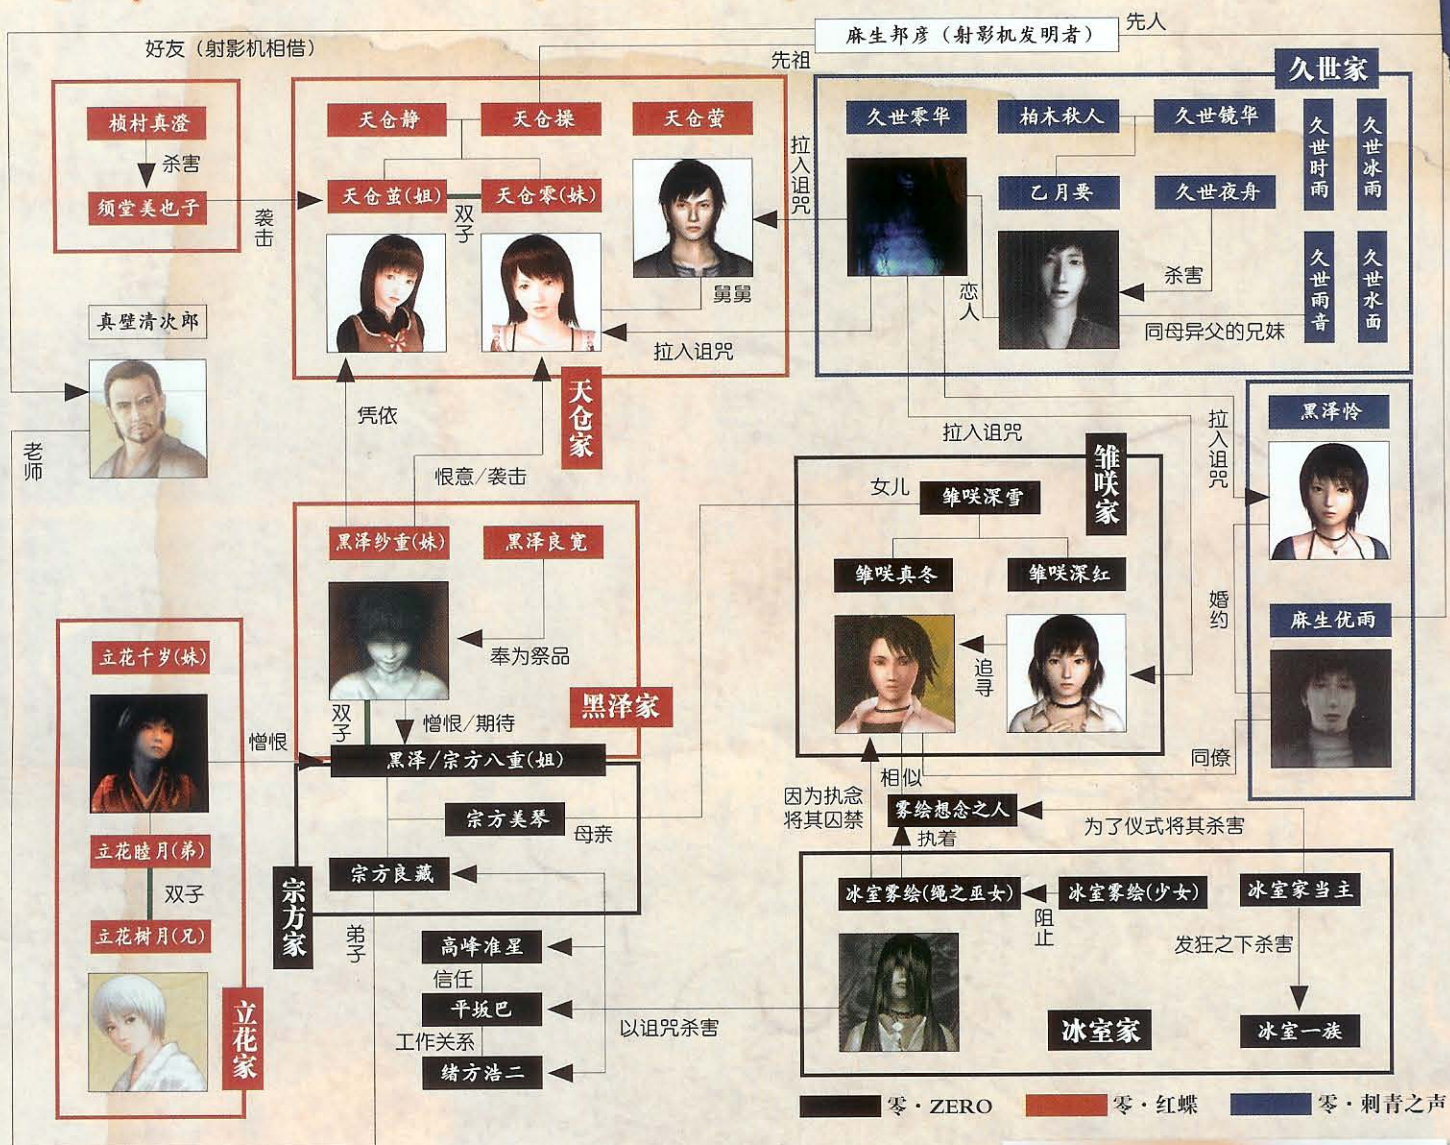 麻生邦彦（射影机发明者）
先人
好友（射影机相借）
先祖
久世家
桢村真澄
杀害
须堂美也子
袭击
天仓静
天仓操
天仓萤
天仓茧(姐)
双子
天仓零(妹)
舅舅
拉入诅咒
拉入诅咒
凭依
恨意/袭击
天仓家
久世零华
柏木秋人
久世镜华
久世时雨
久世冰雨
乙月要
久世夜舟
杀害
恋人
同母异父的兄妹
久世雨音
久世水面
真壁清次郎
老师
拉入诅咒
拉入诅咒
黑泽怜
婚约
麻生优雨
同僚
雏咲家
女儿
雏咲深雪
雏咲真冬
雏咲深红
追寻
黑泽纱重(妹)
黑泽良宽
奉为祭品
黑泽家
双子
憎恨/期待
黑泽/宗方八重(姐)
立花千岁(妹)
憎恨
立花睦月(弟)
双子
立花树月(兄)
立花家
宗方美琴
母亲
宗方良藏
宗方家
弟子
高峰准星
信任
平坂巴
工作关系
绪方浩二
以诅咒杀害
因为执念
将其囚禁
相似
雾绘想念之人
执着
为了仪式将其杀害
冰室雾绘(绳之巫女)
阻止
冰室雾绘(少女)
冰室家当主
发狂之下杀害
冰室家
冰室一族
零·ZERO
零·红蝶
零·刺青之声